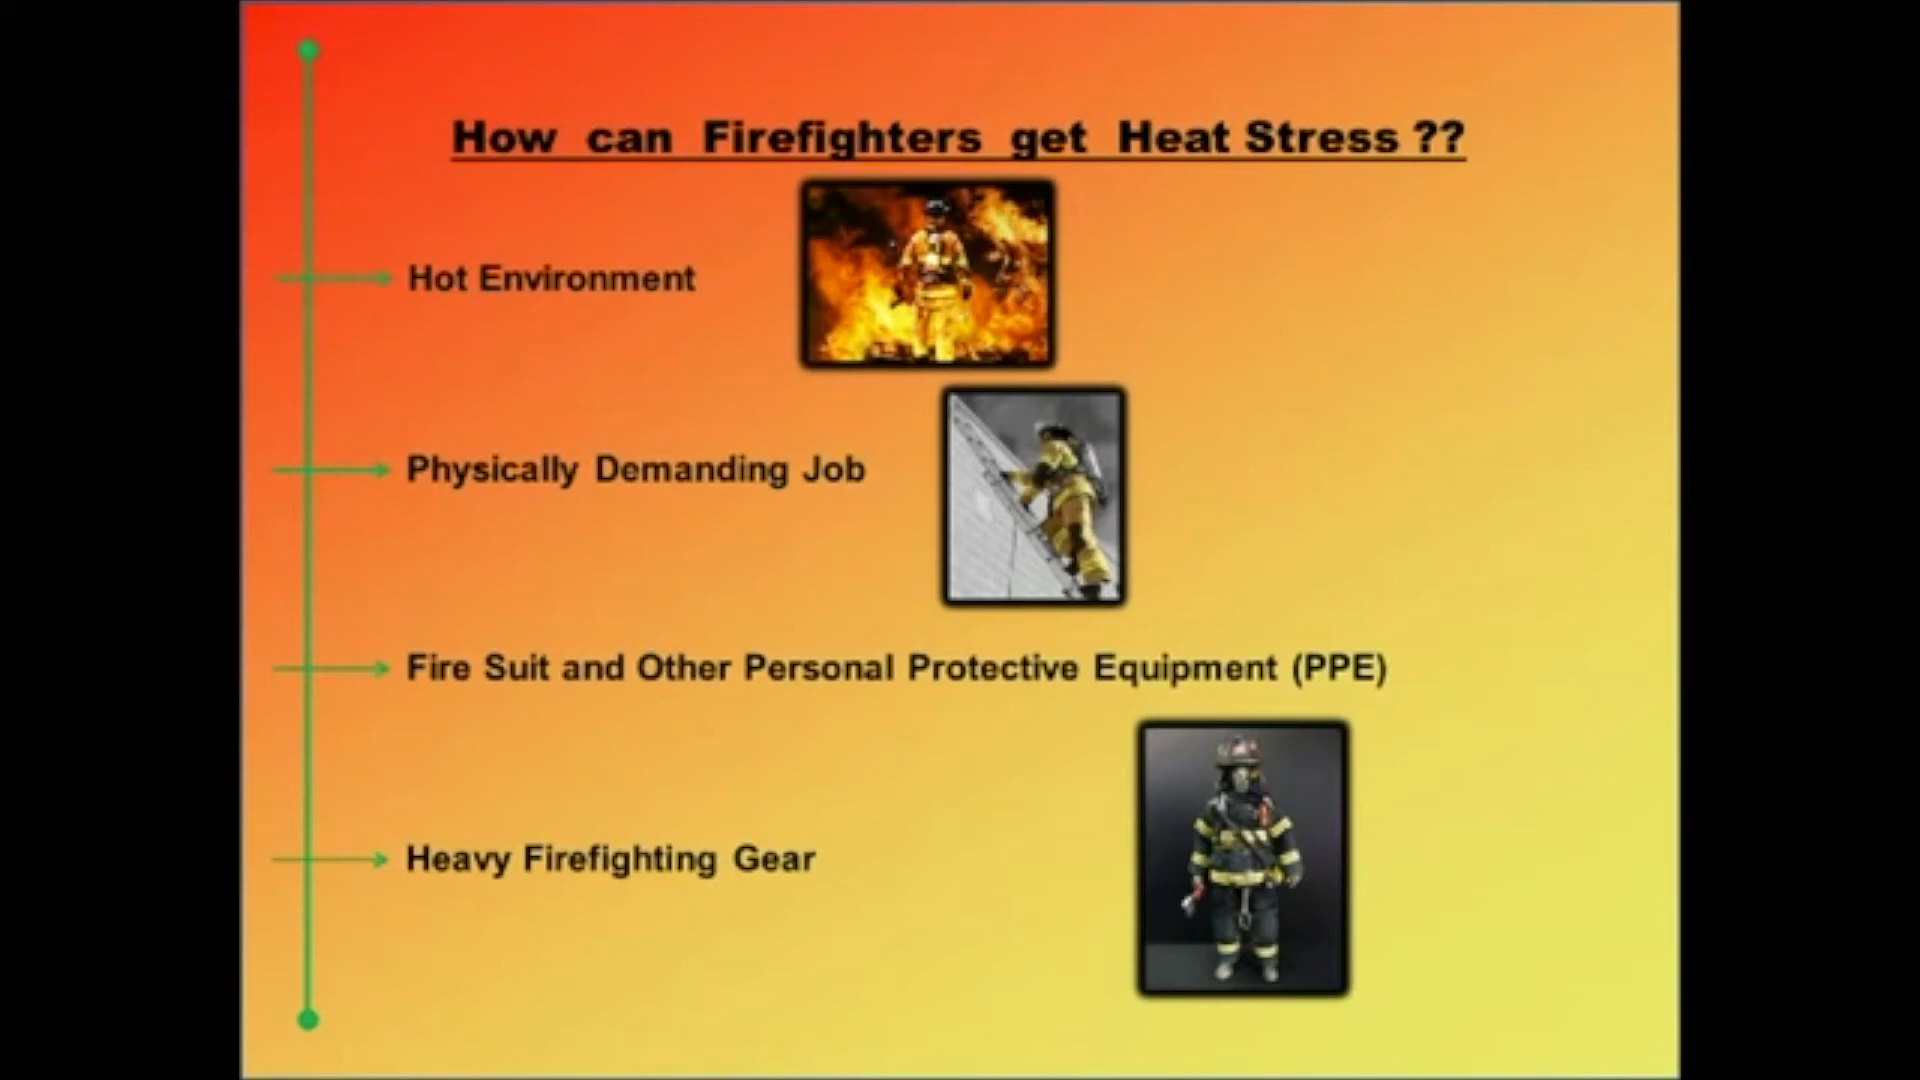 How can Firefighters get Heat Stress ??
Hot Environment
Physically Demanding Job
Fire Suit and Other Personal Protective Equipment (PPE)
Heavy Firefighting Gear